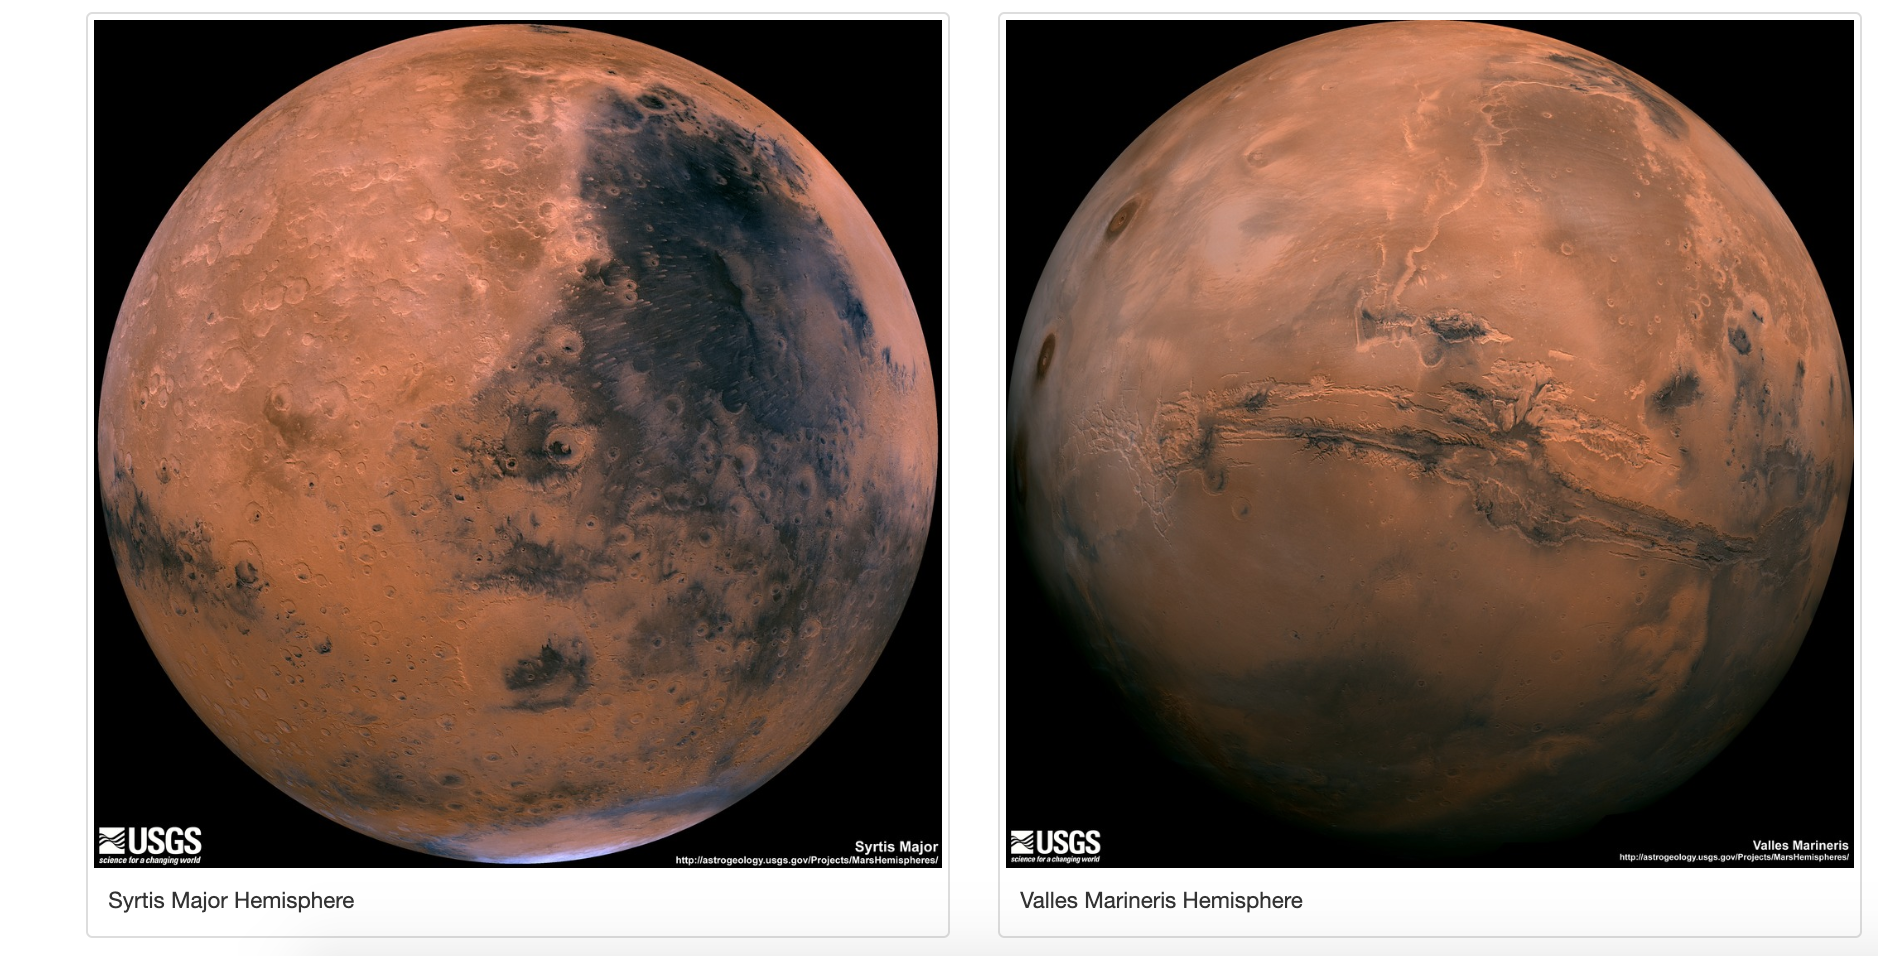 USGS
science for a changing world
Syrtis Major
http://astrogeology.usgs.gov/Projects/MarsHemispheres/
Syrtis Major Hemisphere
USGS
science for a changing world
Valles Marineris
http://astrogeology.usgs.gov/Projects/MarsHemispheres/
Valles Marineris Hemisphere